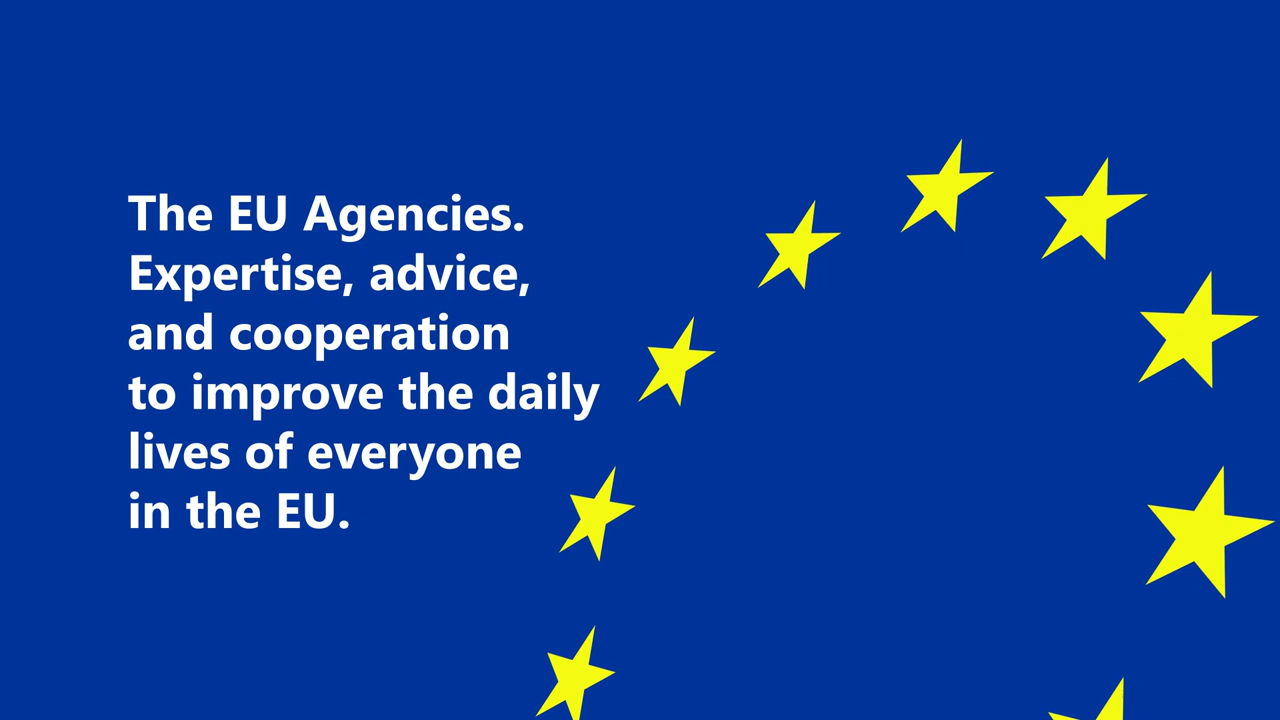 The EU Agencies.
Expertise, advice,
and cooperation
to improve the daily
lives of everyone
in the EU.